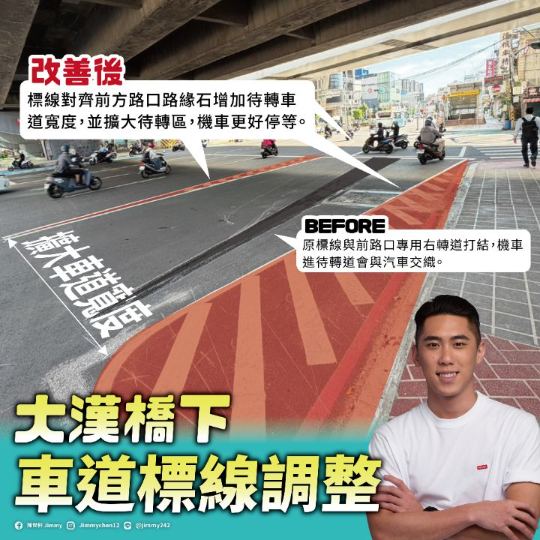 改善後
標線對齊前方路口路緣石增加待轉車
道寬度，並擴大待轉區，機車更好停等。
BEFORE
原標線與前路口專用右轉道打結，機車
進待轉道會與汽車交織。
擴大車道寬度
大漢橋下
車道標線調整
Jimmy
Jimmychen12
@jimmy242